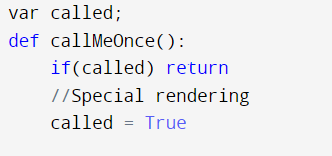 var called;
def callMeOnce():
    if(called) return
    //Special rendering
    called = True